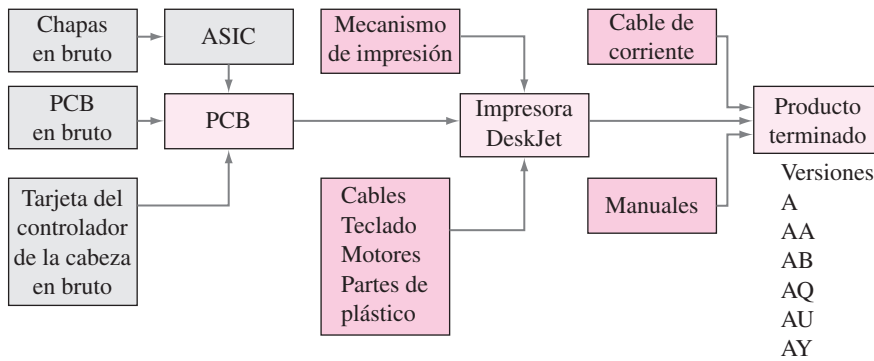 Chapas
en bruto
ASIC
Mecanismo
de impresión
Cable de
corriente
PCB
en bruto
PCB
Impresora
DeskJet
Producto
terminado
Tarjeta del
controlador
de la cabeza
en bruto
Cables
Teclado
Motores
Partes de
plástico
Manuales
Versiones
A
AA
AB
AQ
AU
AY